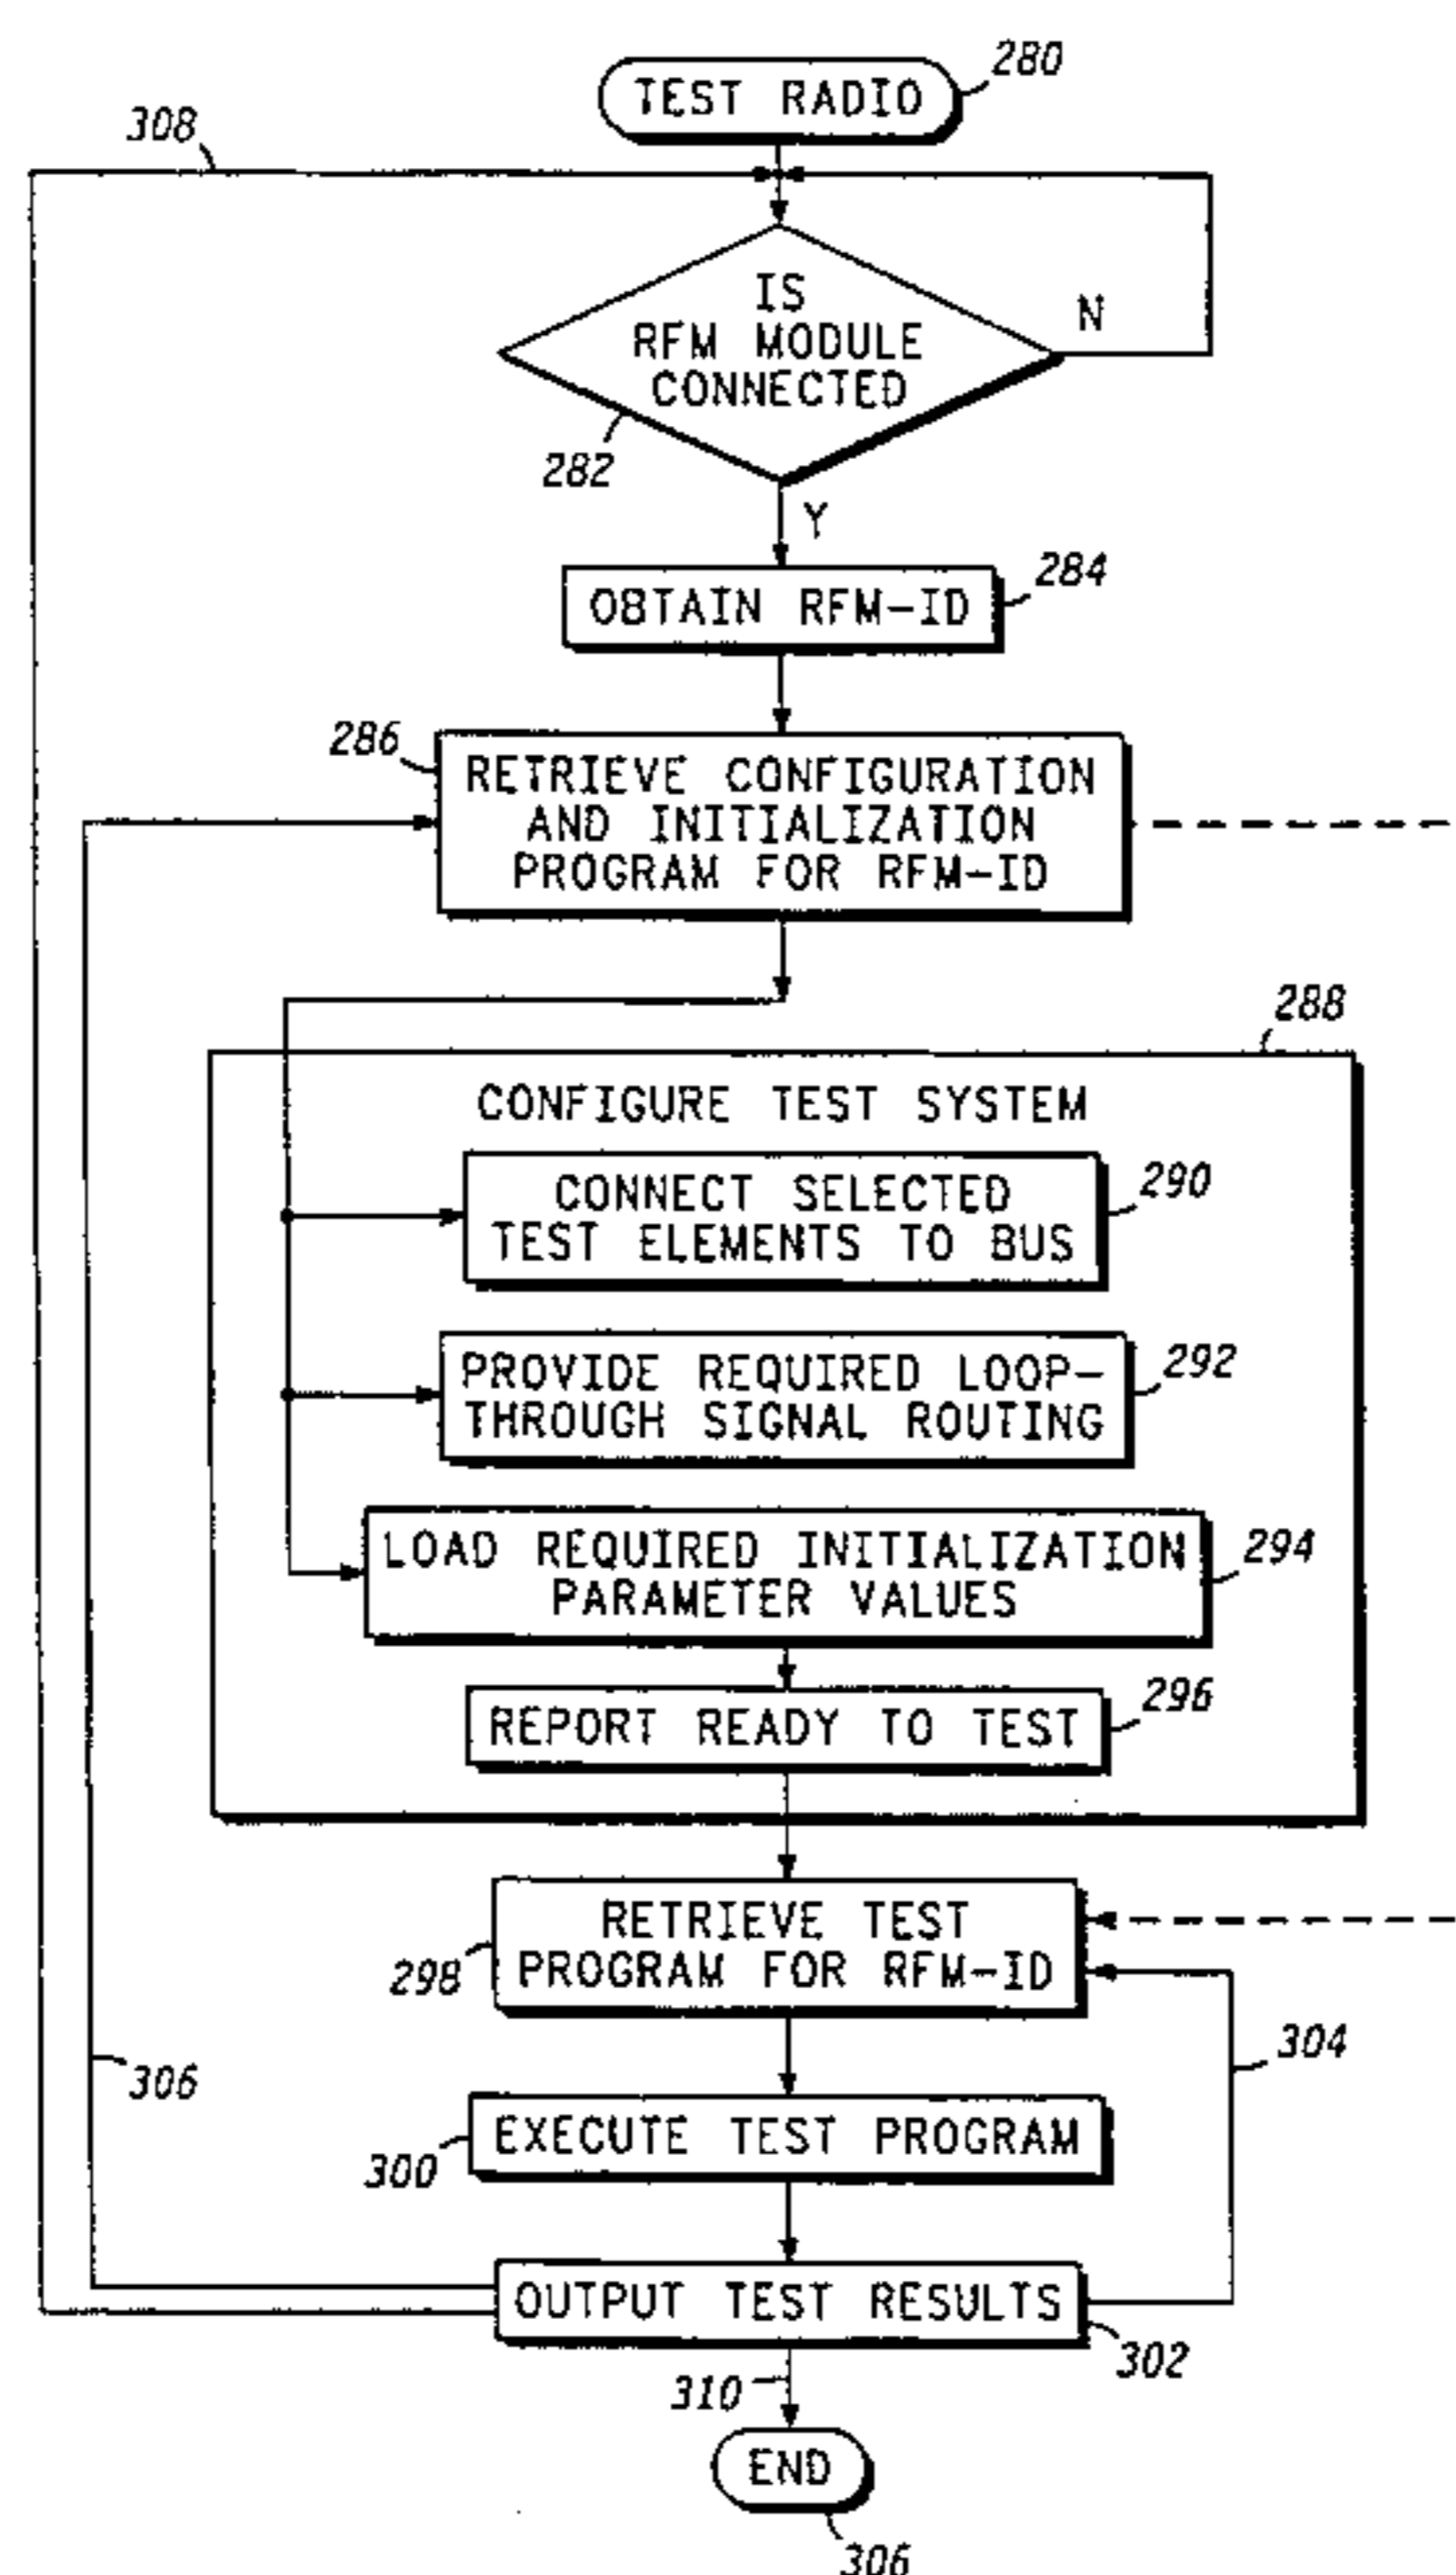 TEST RADIO
280
308
IS
RFM MODULE
CONNECTED
N
282
Y
OBTAIN RFM-ID
284
286
RETRIEVE CONFIGURATION
AND INITIALIZATION
PROGRAM FOR RFM-ID
288
CONFIGURE TEST SYSTEM
CONNECT SELECTED
TEST ELEMENTS TO BUS
290
PROVIDE REQUIRED LOOP-
THROUGH SIGNAL ROUTING
292
LOAD REQUIRED INITIALIZATION
PARAMETER VALUES
294
REPORT READY TO TEST
296
RETRIEVE TEST
PROGRAM FOR RFM-ID
298
304
306
EXECUTE TEST PROGRAM
300
OUTPUT TEST RESULTS
302
310
END
306